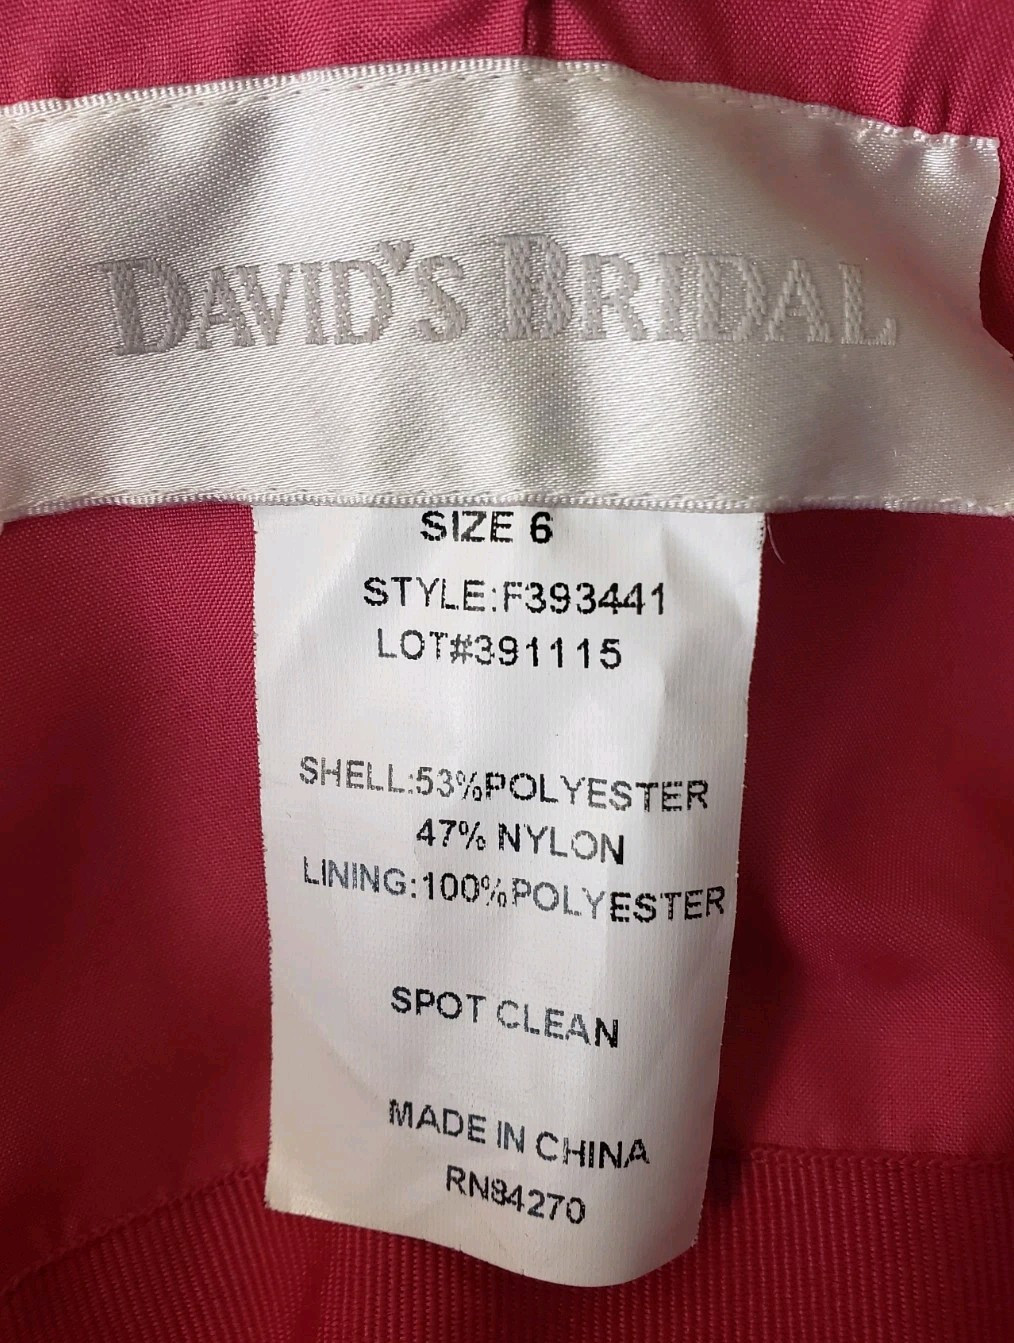 DAVID'S BRIDAL
SIZE 6
STYLE:F393441
LOT#391115
SHELL:53%POLYESTER
47% NYLON
LINING:100%POLYESTER
SPOT CLEAN
MADE IN CHINA
RN84270